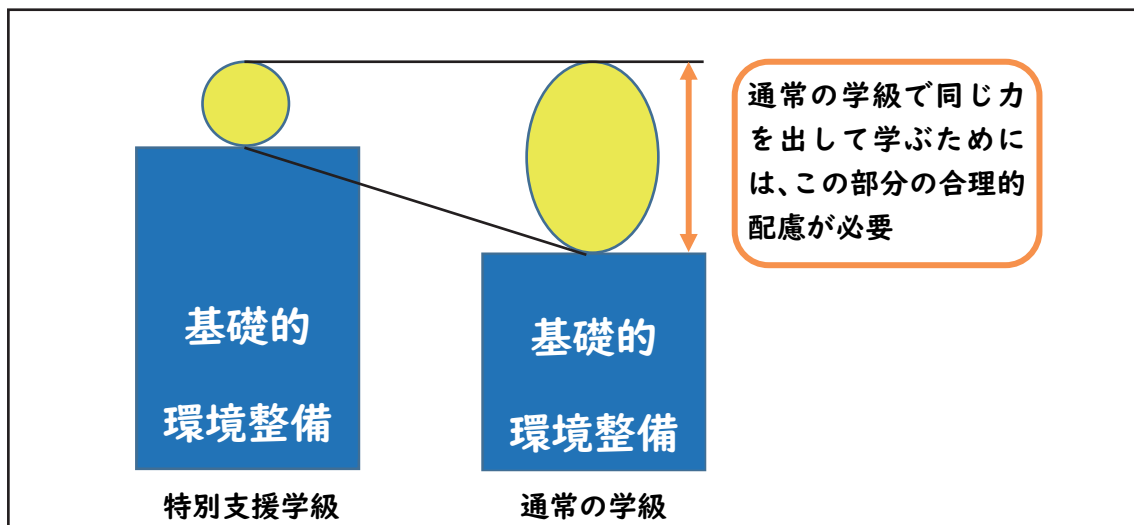 通常の学級で同じ力
を出して学ぶために
は、この部分の合理的
配慮が必要
基礎的
環境整備
基礎的
環境整備
特別支援学級
通常の学級